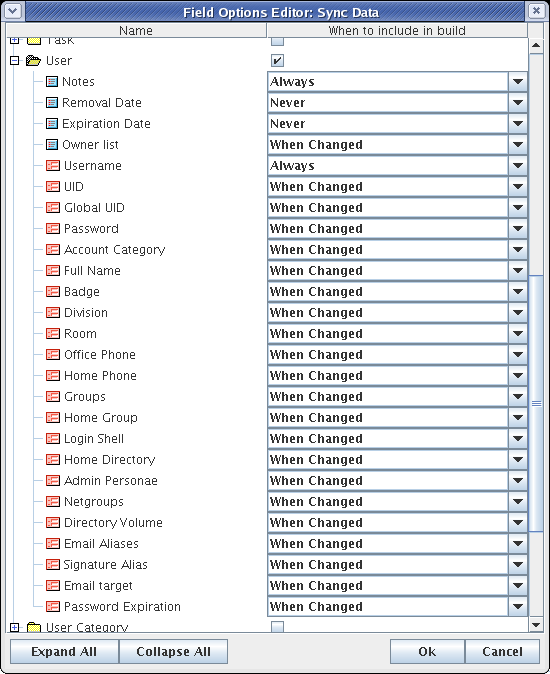 Field Options Editor: Sync Data
Name When to include in build
Task
User
Notes Always
Removal Date Never
Expiration Date Never
Owner list When Changed
Username Always
UID When Changed
Global UID When Changed
Password When Changed
Account Category When Changed
Full Name When Changed
Badge When Changed
Division When Changed
Room When Changed
Office Phone When Changed
Home Phone When Changed
Groups When Changed
Home Group When Changed
Login Shell When Changed
Home Directory When Changed
Admin Personae When Changed
Netgroups When Changed
Directory Volume When Changed
Email Aliases When Changed
Signature Alias When Changed
Email target When Changed
Password Expiration When Changed
User Category
Expand All Collapse All Ok Cancel